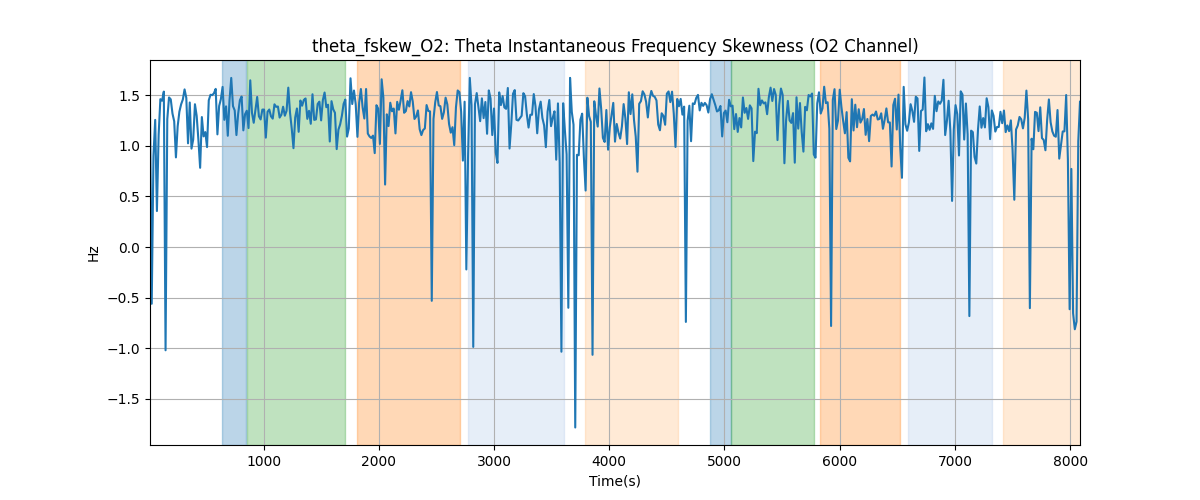 theta_fskew_O2: Theta Instantaneous Frequency Skewness (O2 Channel)
1.5
1.0
0.5
0.0
−0.5
−1.0
−1.5
Hz
1000 2000 3000 4000 5000 6000 7000 8000
Time(s)